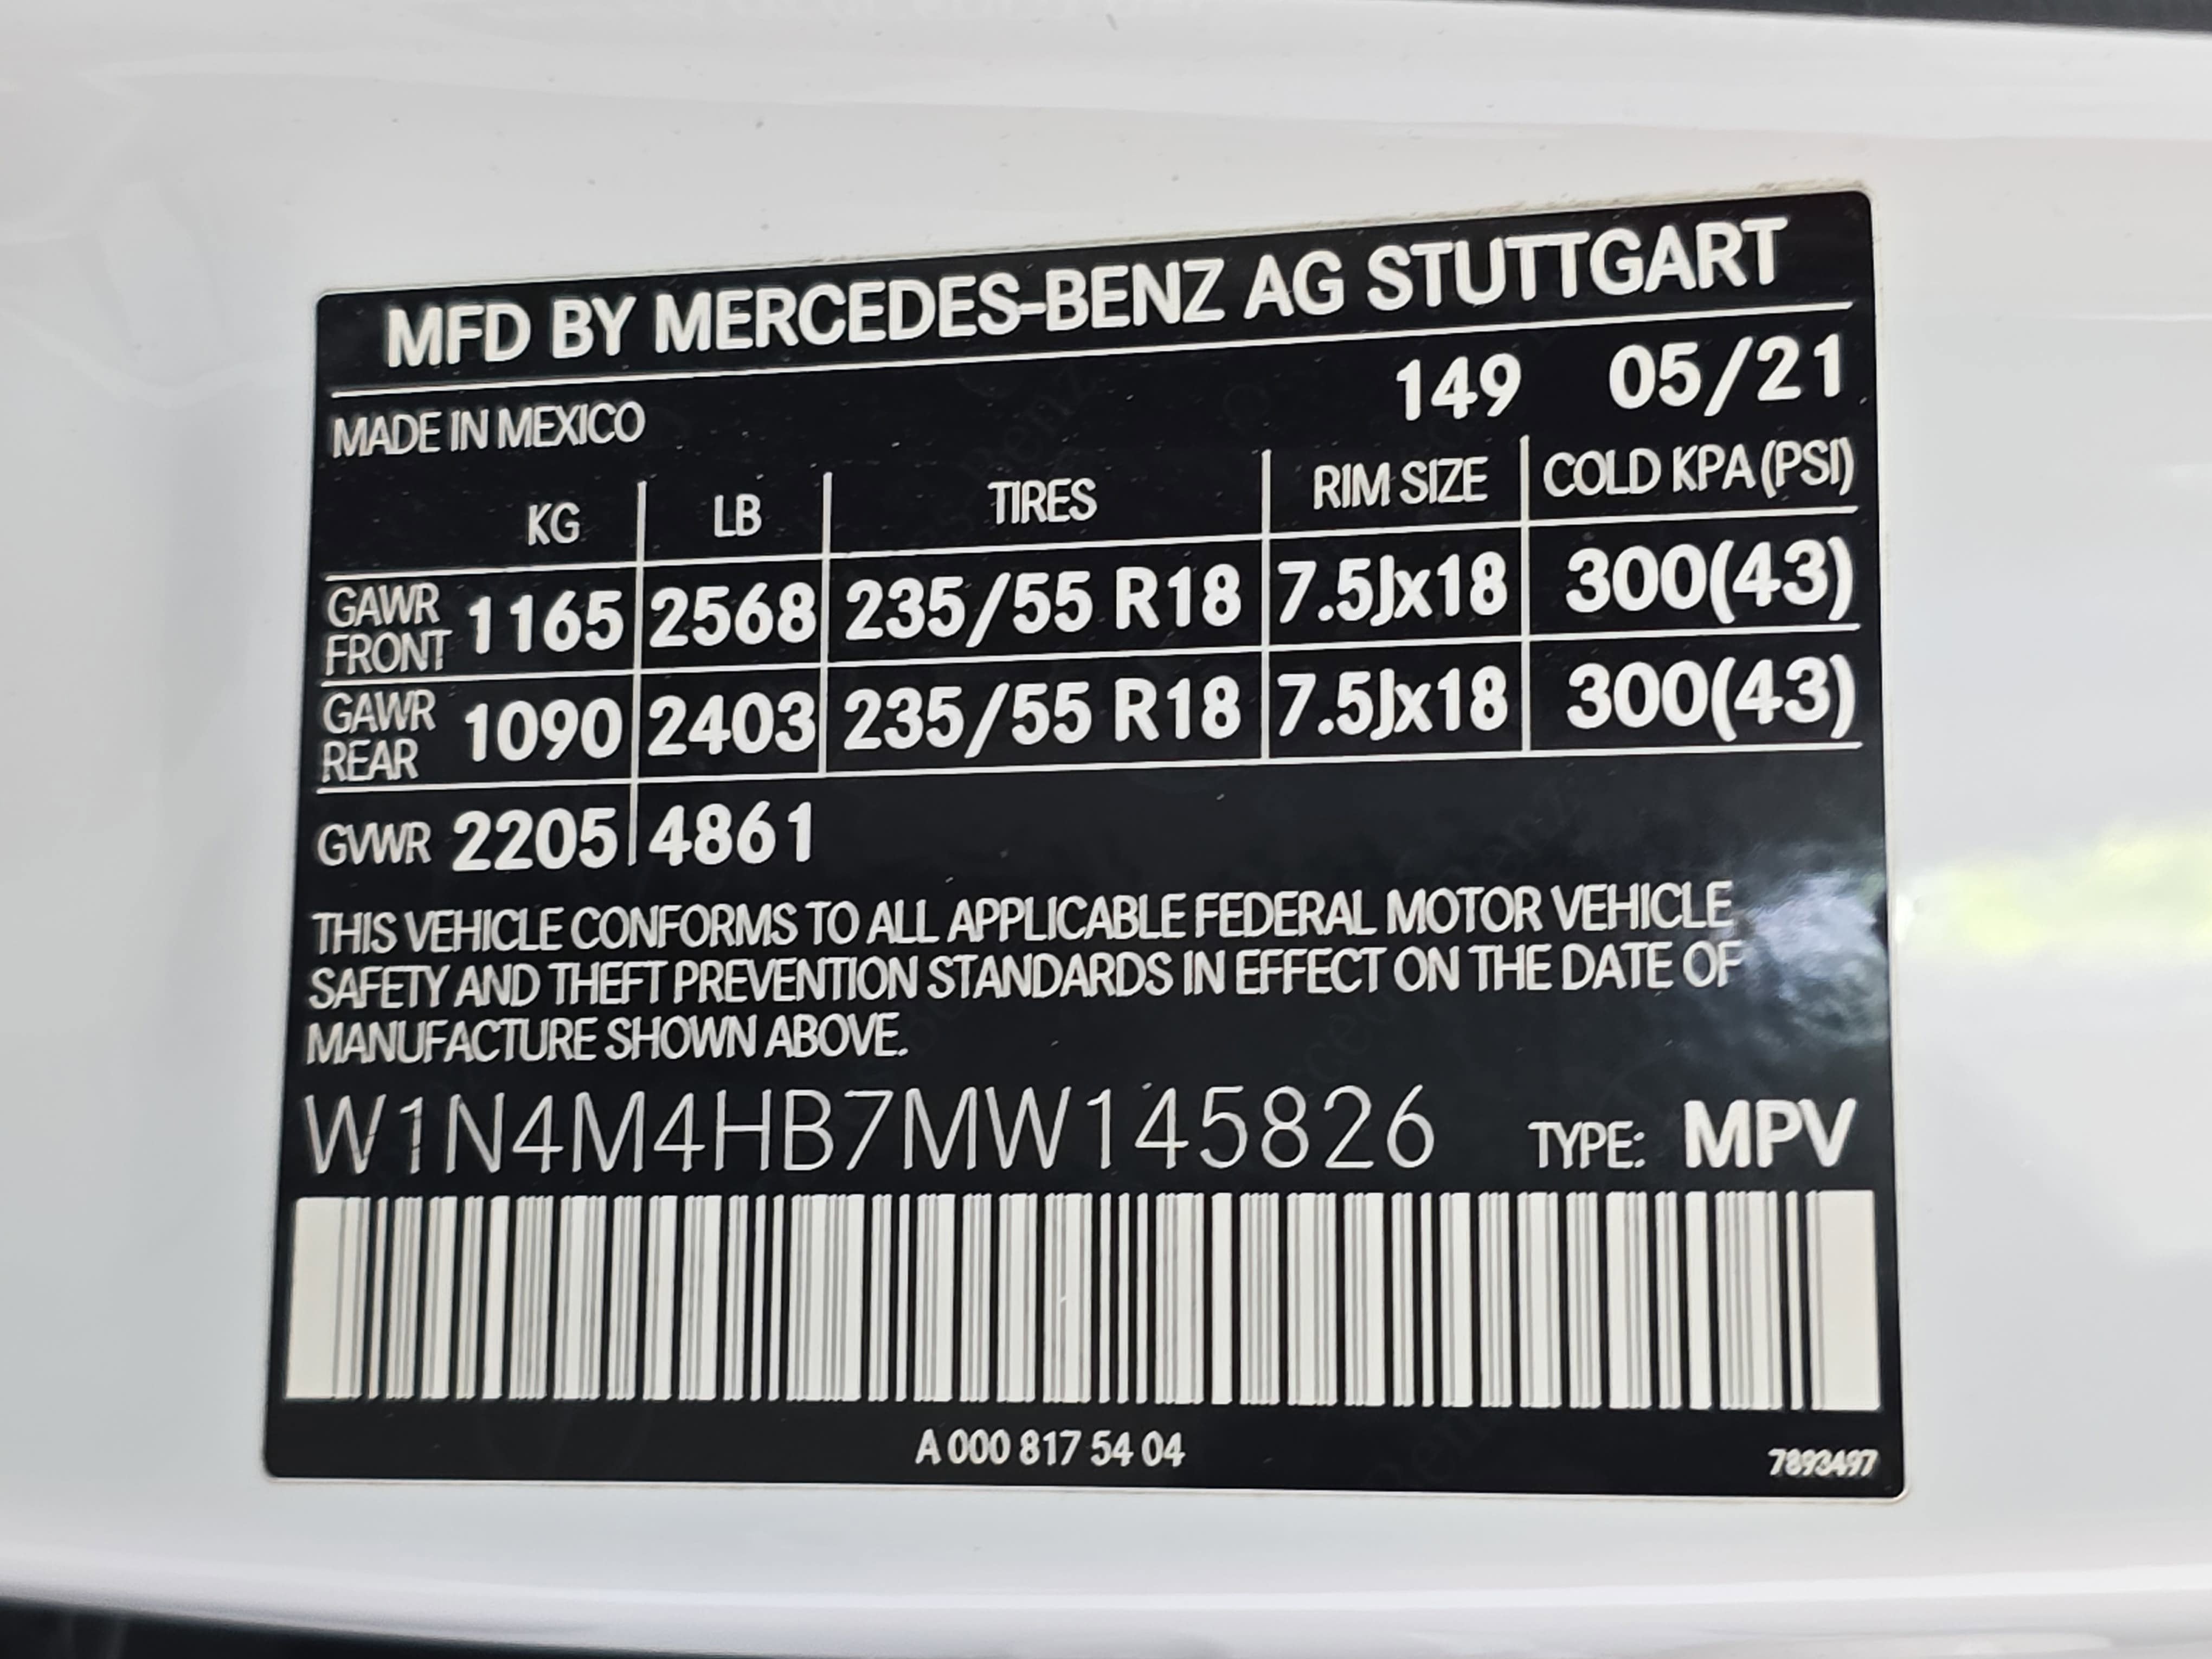 MFD BY MERCEDES-BENZ AG STUTTGART
MADE IN MEXICO 149 05/21
KG LB TIRES RIM SIZE COLD KPA (PSI)
GAWR FRONT 1165 2568 235/55 R18 7.5Jx18 300(43)
GAWR REAR 1090 2403 235/55 R18 7.5Jx18 300(43)
GVWR 2205 4861
THIS VEHICLE CONFORMS TO ALL APPLICABLE FEDERAL MOTOR VEHICLE
SAFETY AND THEFT PREVENTION STANDARDS IN EFFECT ON THE DATE OF
MANUFACTURE SHOWN ABOVE.
W1N4M4HB7MW145826 TYPE: MPV
A 000 817 54 04
7893497